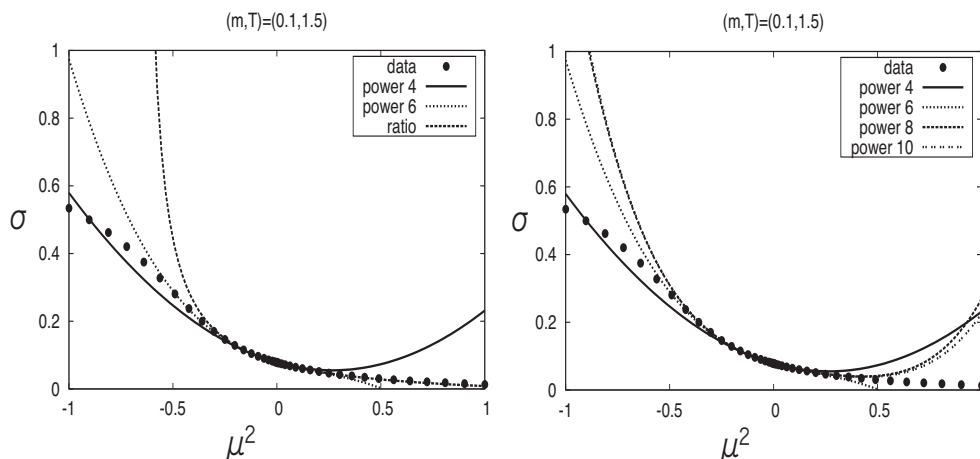 (m,T)=(0.1,1.5)
1
0.8
0.6
0.4
0.2
0
σ
-1
-0.5
0
0.5
1
μ²
data
power 4
power 6
ratio
(m,T)=(0.1,1.5)
1
0.8
0.6
0.4
0.2
0
σ
-1
-0.5
0
0.5
μ²
data
power 4
power 6
power 8
power 10